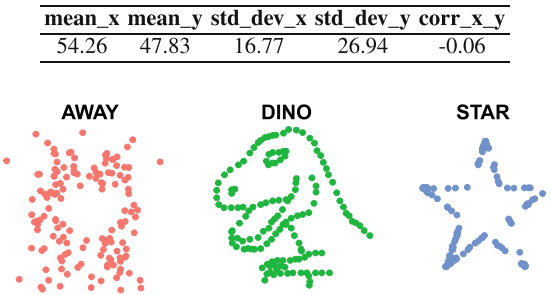 mean_x mean_y std_dev_x std_dev_y corr_x_y
54.26 47.83 16.77 26.94 -0.06
AWAY DINO STAR